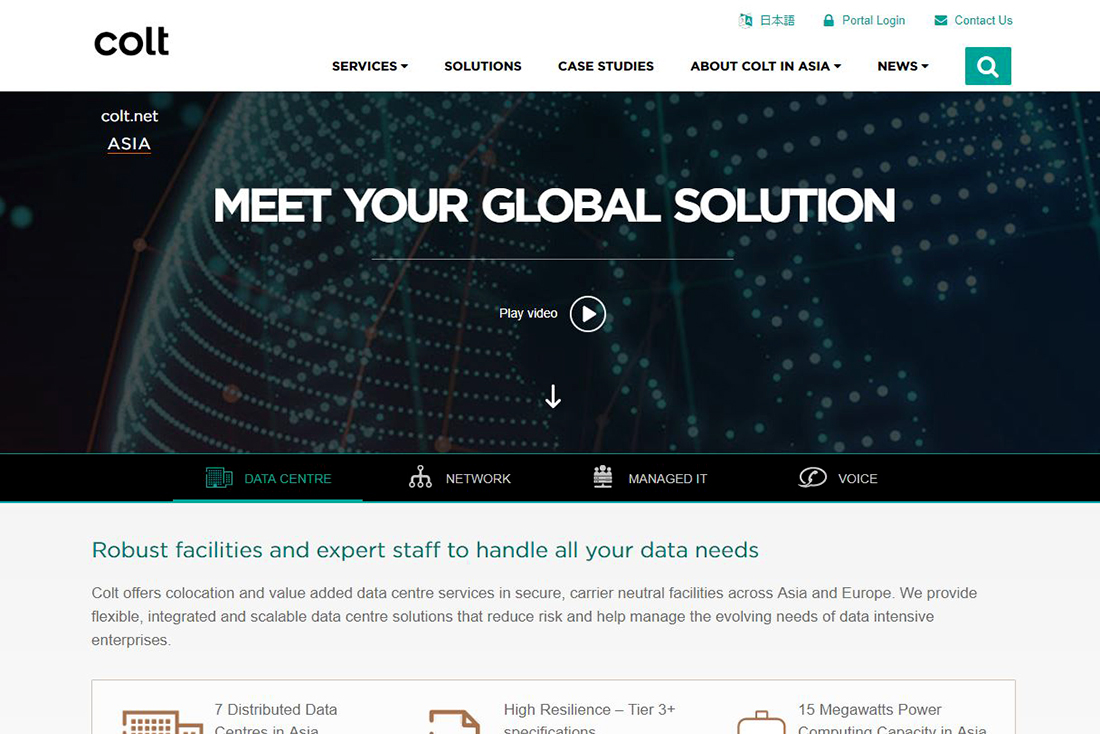 日本語 Portal Login Contact Us
colt
SERVICES SOLUTIONS CASE STUDIES ABOUT COLT IN ASIA NEWS
colt.net
ASIA
MEET YOUR GLOBAL SOLUTION
Play video
DATA CENTRE NETWORK MANAGED IT VOICE
Robust facilities and expert staff to handle all your data needs
Colt offers colocation and value added data centre services in secure, carrier neutral facilities across Asia and Europe. We provide
flexible, integrated and scalable data centre solutions that reduce risk and help manage the evolving needs of data intensive
enterprises.
7 Distributed Data
Centres in Asia
High Resilience – Tier 3+
specifications
15 Megawatts Power
Computing Capacity in Asia